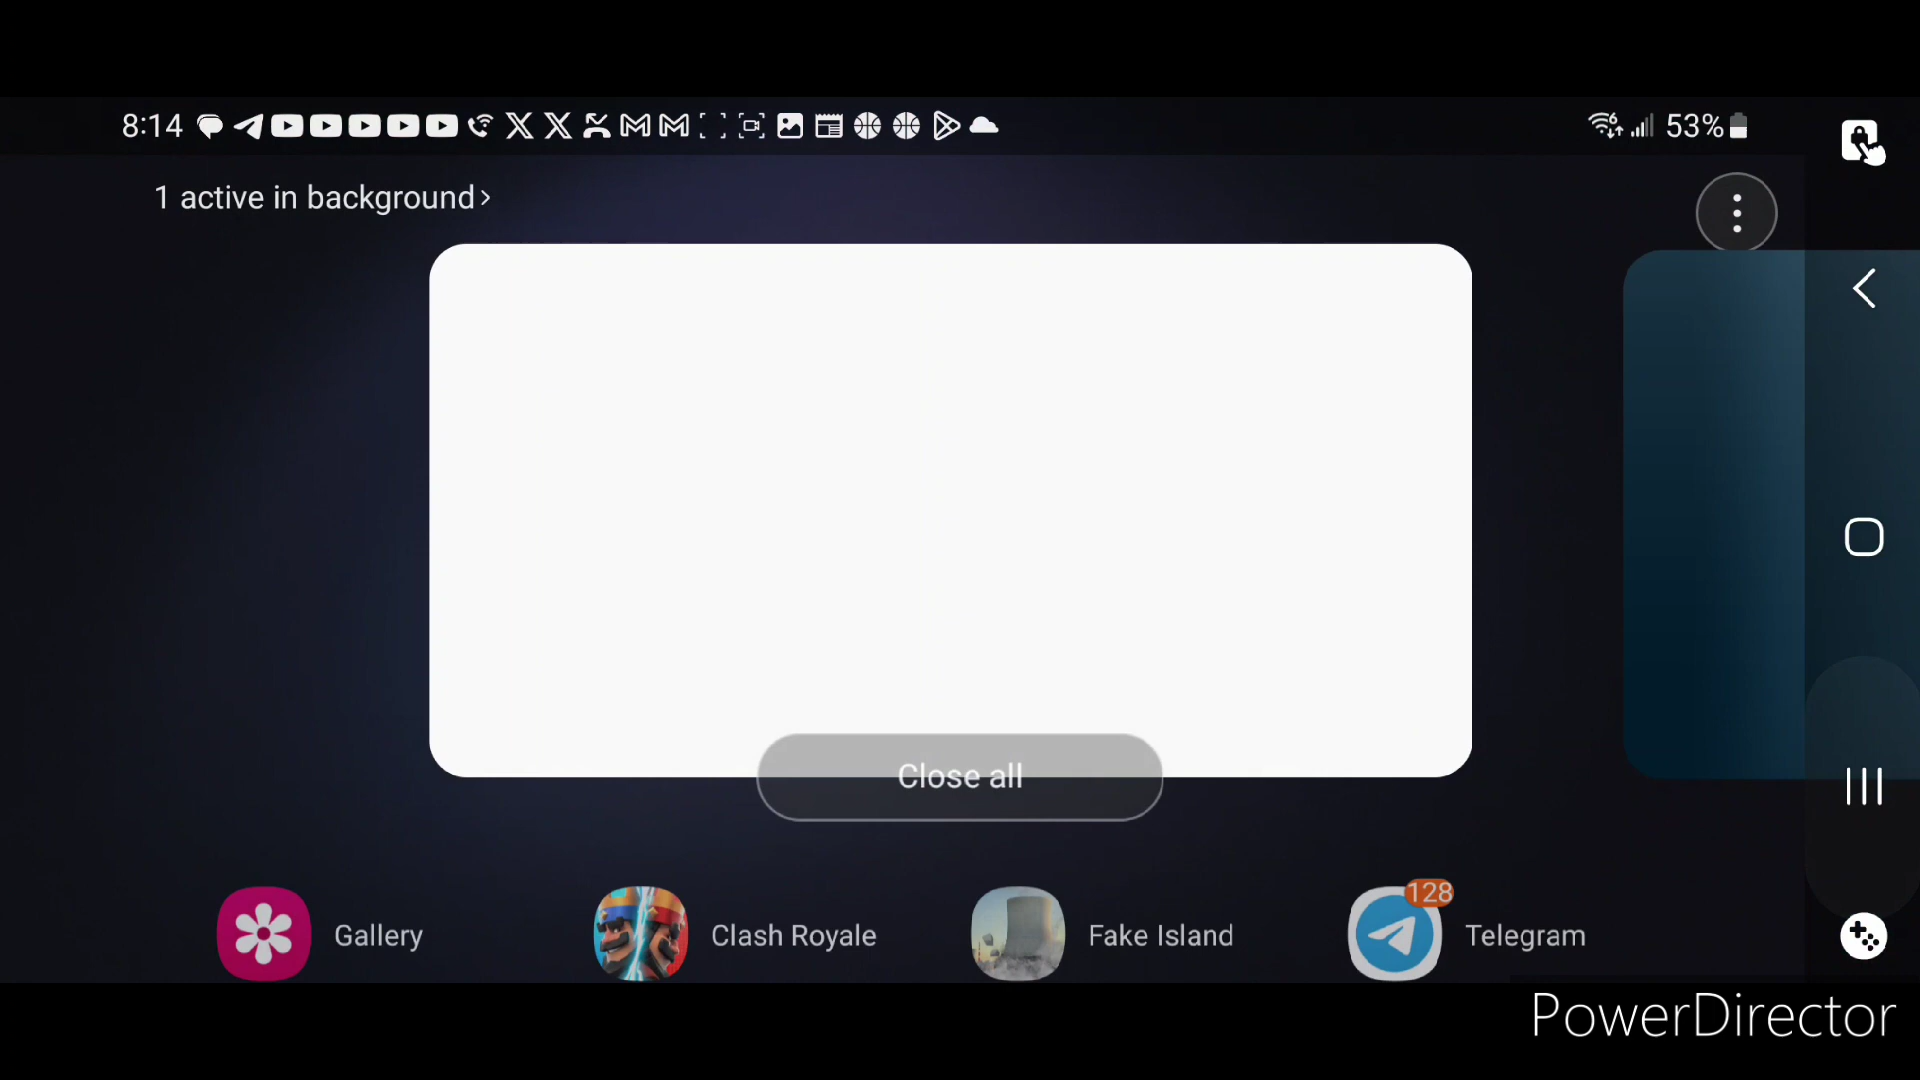 8:14
53%
1 active in background
Close all
Gallery
Clash Royale
Fake Island
128
Telegram
PowerDirector